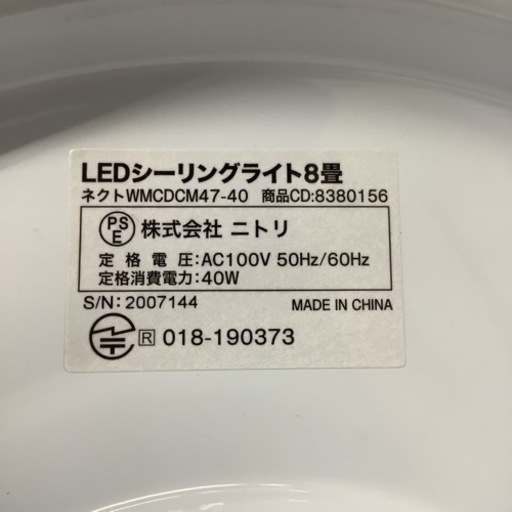 LEDシーリングライト8畳
ネクトWMCDCM47-40 商品CD:8380156
PSE 株式会社 ニトリ
定格電圧:AC100V 50Hz/60Hz
定格消費電力:40W
S/N: 2007144 MADE IN CHINA
R 018-190373